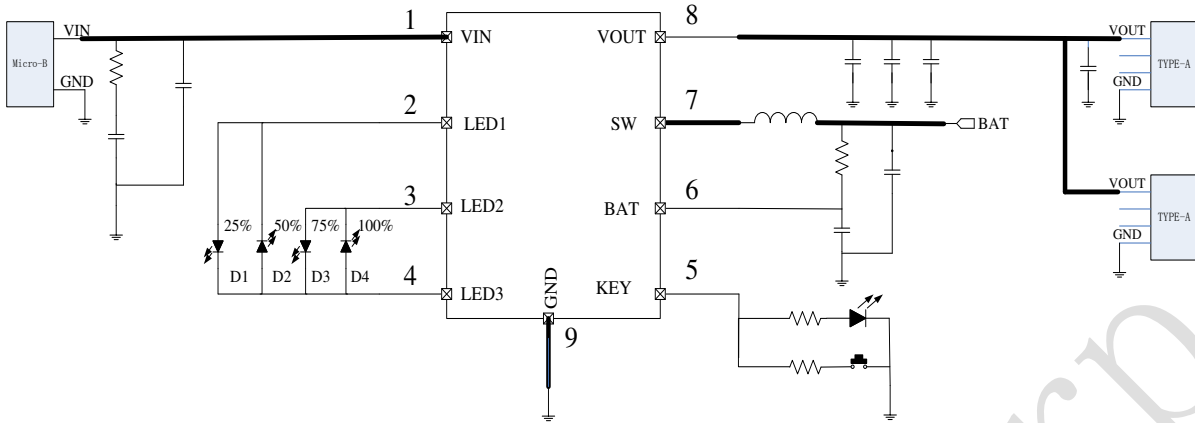 1
8
VIN
VIN
VOUT
VOUT
Micro-B
TYPE-A
GND
GND
2
7
LED1
SW
BAT
3
6
LED2
BAT
VOUT
25%
50%
75%
100%
TYPE-A
GND
D1
D2
D3
D4
4
5
LED3
GND
KEY
9
rp